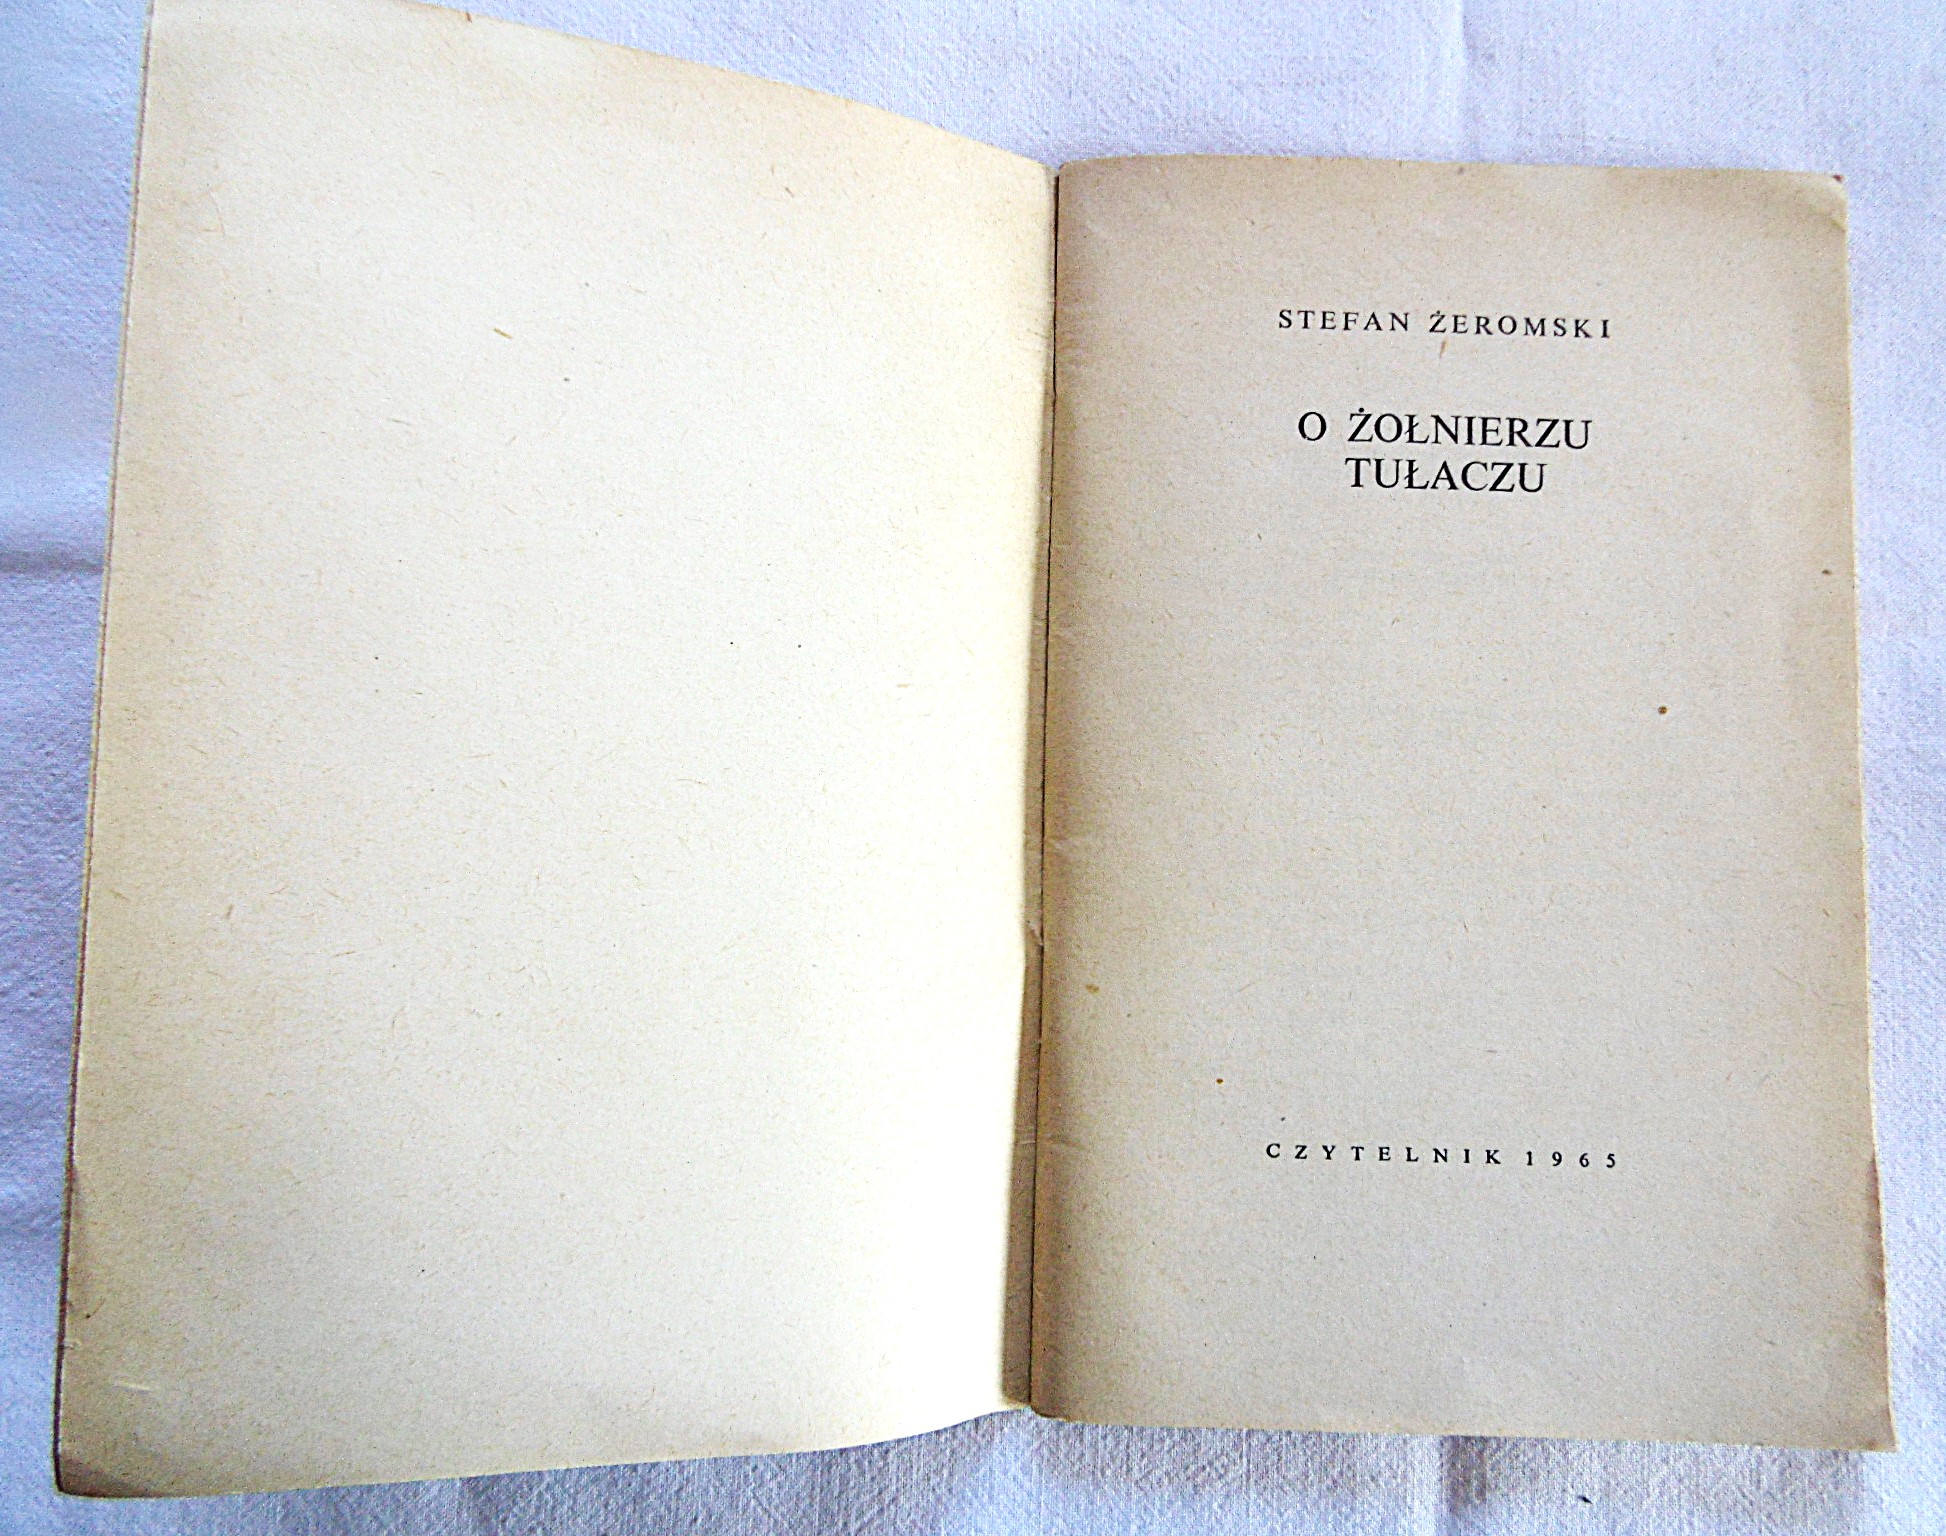 STEFAN ŻEROMSKI
O ŻOŁNIERZU
TUŁACZU
CZYTELNIK 1965